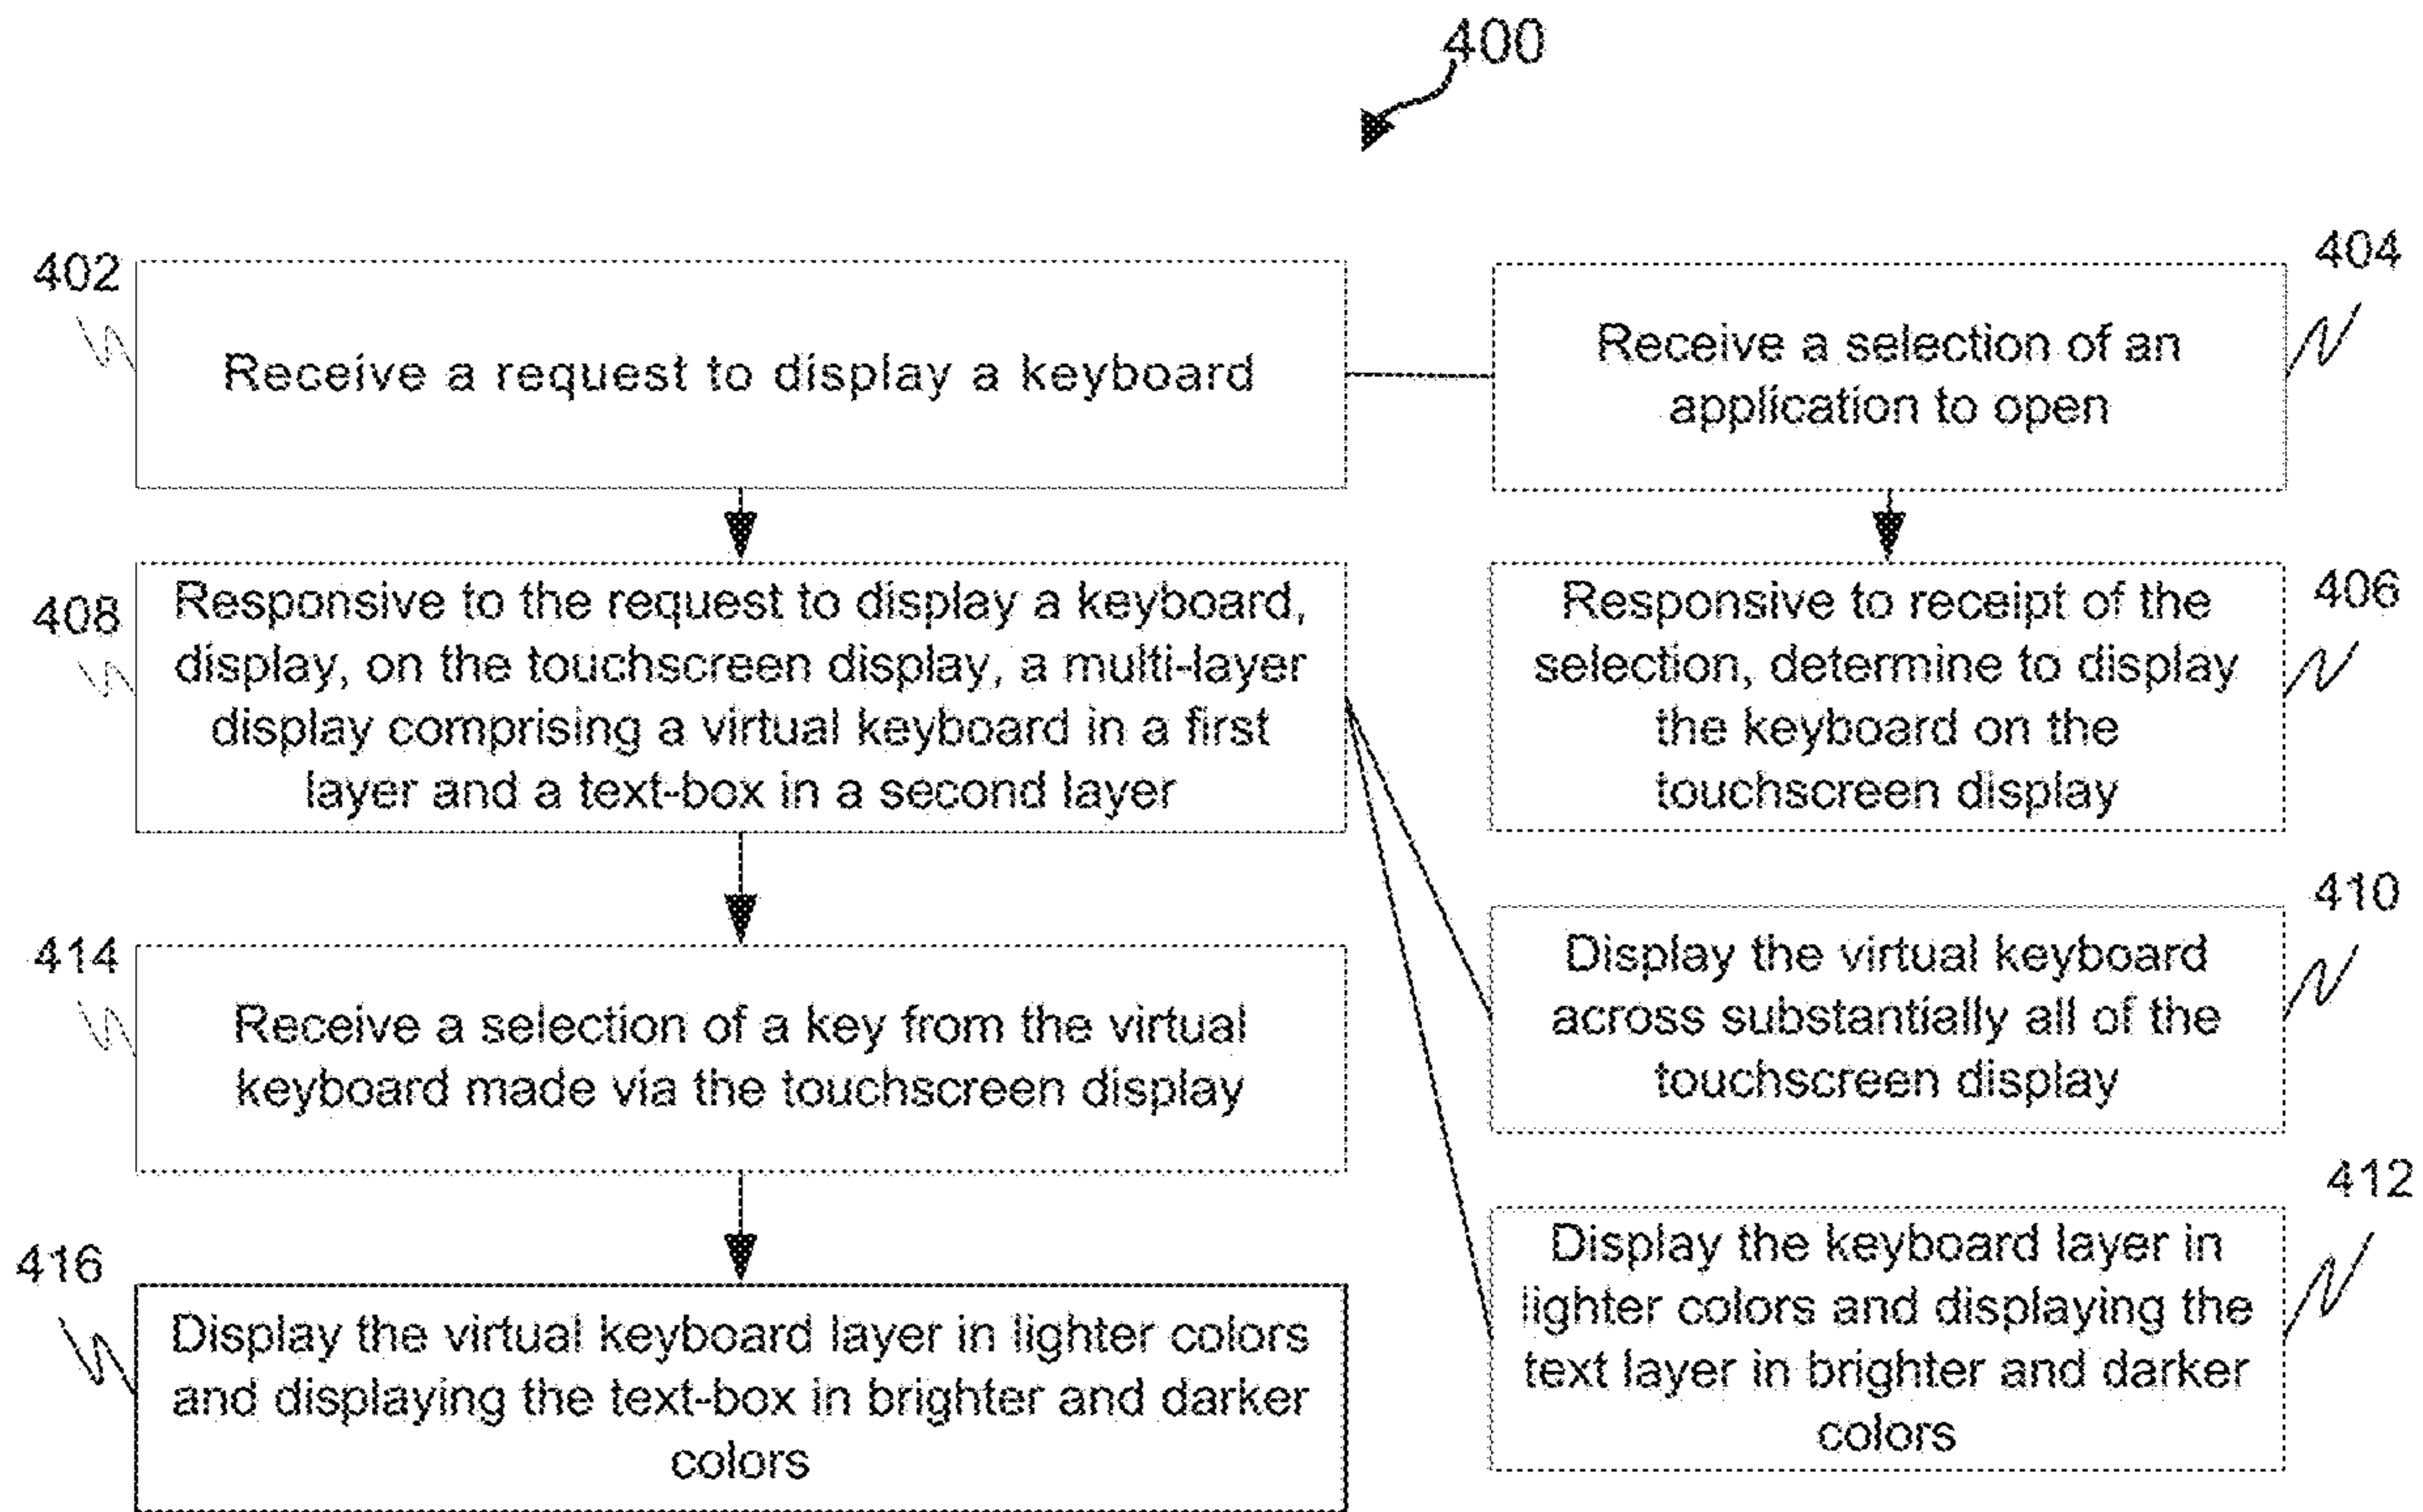 400
402
Receive a request to display a keyboard
404
Receive a selection of an
application to open
408
Responsive to the request to display a keyboard,
display, on the touchscreen display, a multi-layer
display comprising a virtual keyboard in a first
layer and a text-box in a second layer
406
Responsive to receipt of the
selection, determine to display
the keyboard on the
touchscreen display
410
Display the virtual keyboard
across substantially all of the
touchscreen display
414
Receive a selection of a key from the virtual
keyboard made via the touchscreen display
412
Display the keyboard layer in
lighter colors and displaying the
text layer in brighter and darker
colors
416
Display the virtual keyboard layer in lighter colors
and displaying the text-box in brighter and darker
colors